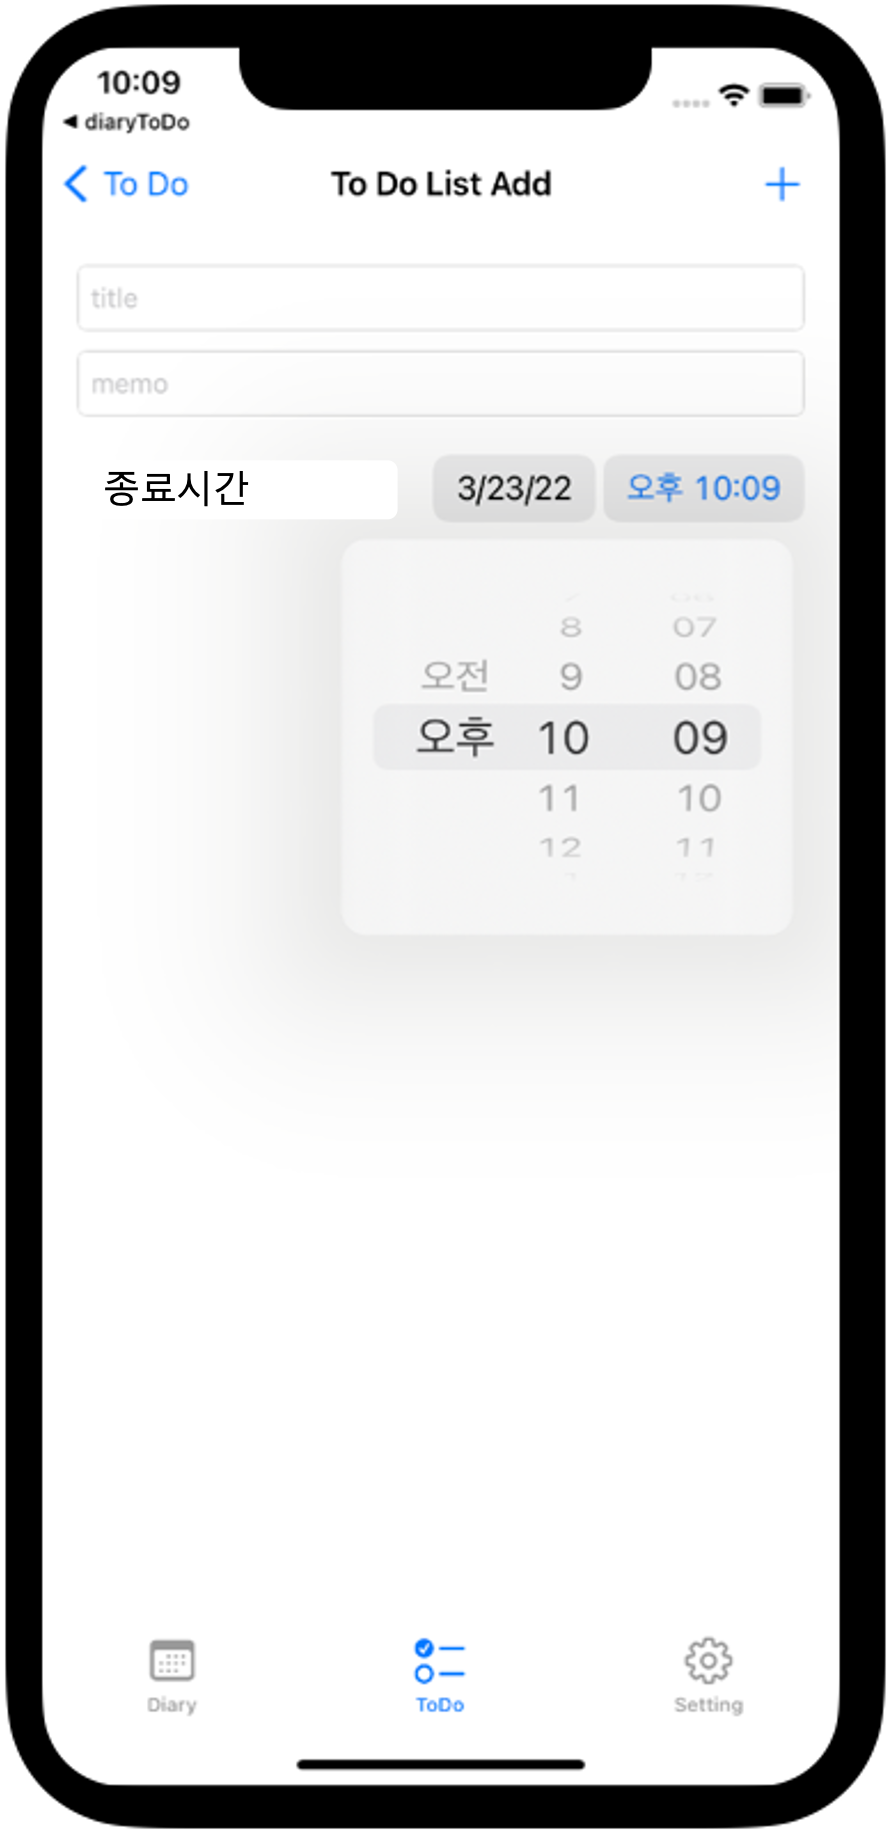 10:09
◀ diaryToDo
To Do To Do List Add +
title
memo
종료시간 3/23/22 오후 10:09
8 07
오전 9 08
오후 10 09
11 10
12 11
Diary ToDo Setting